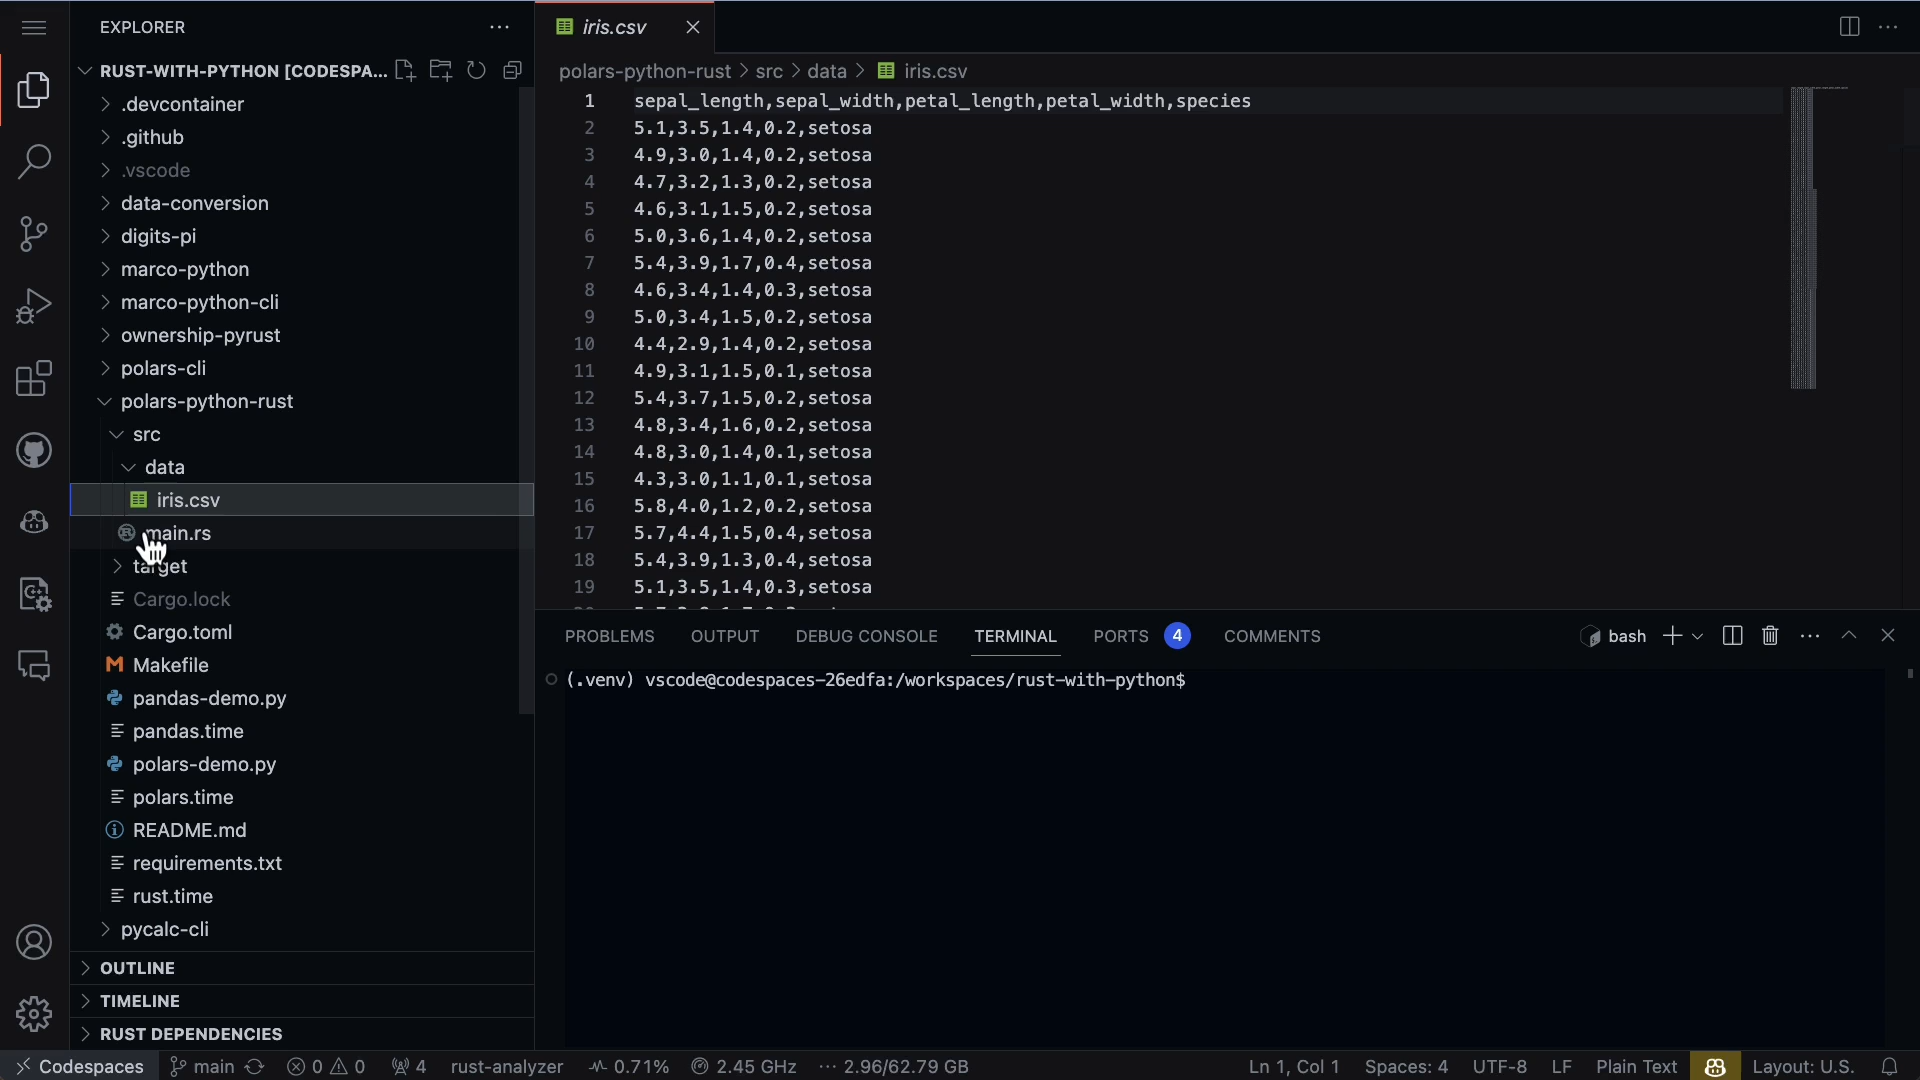 EXPLORER
RUST-WITH-PYTHON [CODESPA...
.devcontainer
.github
.vscode
data-conversion
digits-pi
marco-python
marco-python-cli
ownership-pyrust
polars-cli
polars-python-rust
src
data
iris.csv
main.rs
target
Cargo.lock
Cargo.toml
Makefile
pandas-demo.py
pandas.time
polars-demo.py
polars.time
README.md
requirements.txt
rust.time
pycalc-cli
OUTLINE
TIMELINE
RUST DEPENDENCIES
iris.csv
polars-python-rust > src > data > iris.csv
1 sepal_length,sepal_width,petal_length,petal_width,species
2 5.1,3.5,1.4,0.2,setosa
3 4.9,3.0,1.4,0.2,setosa
4 4.7,3.2,1.3,0.2,setosa
5 4.6,3.1,1.5,0.2,setosa
6 5.0,3.6,1.4,0.2,setosa
7 5.4,3.9,1.7,0.4,setosa
8 4.6,3.4,1.4,0.3,setosa
9 5.0,3.4,1.5,0.2,setosa
10 4.4,2.9,1.4,0.2,setosa
11 4.9,3.1,1.5,0.1,setosa
12 5.4,3.7,1.5,0.2,setosa
13 4.8,3.4,1.6,0.2,setosa
14 4.8,3.0,1.4,0.1,setosa
15 4.3,3.0,1.1,0.1,setosa
16 5.8,4.0,1.2,0.2,setosa
17 5.7,4.4,1.5,0.4,setosa
18 5.4,3.9,1.3,0.4,setosa
19 5.1,3.5,1.4,0.3,setosa
PROBLEMS OUTPUT DEBUG CONSOLE TERMINAL PORTS 4 COMMENTS bash
(.venv) vscode@codespaces-26edfa:/workspaces/rust-with-python$
Codespaces main 0 0 4 rust-analyzer 0.71% 2.45 GHz ··· 2.96/62.79 GB Ln 1, Col 1 Spaces: 4 UTF-8 LF Plain Text Layout: U.S.